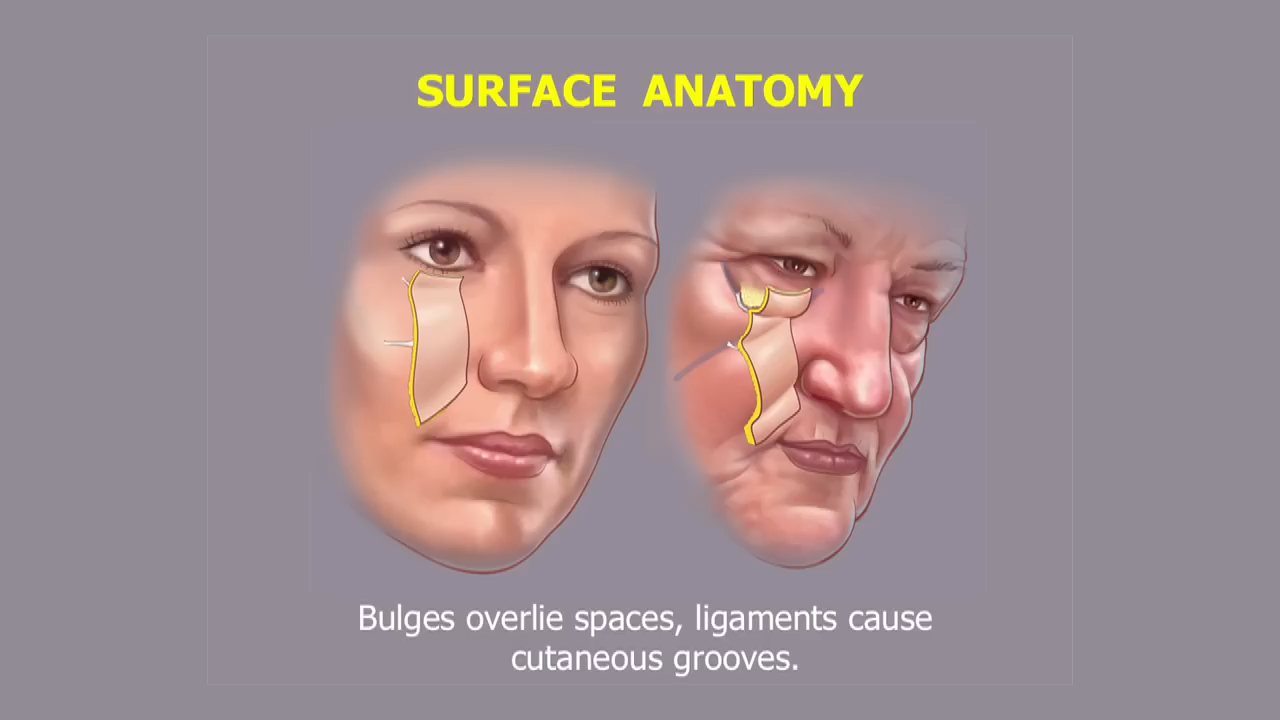 SURFACE ANATOMY
Bulges overlie spaces, ligaments cause
cutaneous grooves.